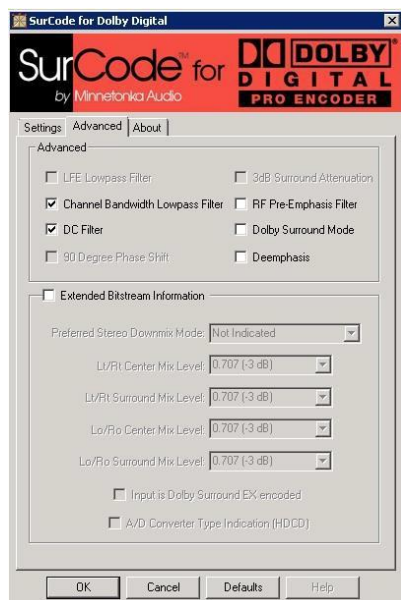 SurCode for Dolby Digital
SurCode™ for
by Minnetonka Audio
DOLBY®
DIGITAL
PRO ENCODER
Settings Advanced About
Advanced
LFE Lowpass Filter 3dB Surround Attenuation
Channel Bandwidth Lowpass Filter RF Pre-Emphasis Filter
DC Filter Dolby Surround Mode
90 Degree Phase Shift Deemphasis
Extended Bitstream Information
Preferred Stereo Downmix Mode: Not Indicated
Lt/Rt Center Mix Level: 0.707 (-3 dB)
Lt/Rt Surround Mix Level: 0.707 (-3 dB)
Lo/Ro Center Mix Level: 0.707 (-3 dB)
Lo/Ro Surround Mix Level: 0.707 (-3 dB)
Input is Dolby Surround EX encoded
A/D Converter Type Indication (HDCD)
OK Cancel Defaults Help